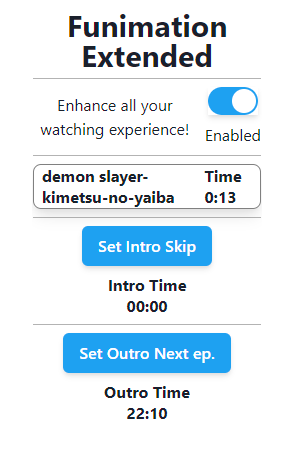 Funimation
Extended
Enhance all your
watching experience!
Enabled
demon slayer-
kimetsu-no-yaiba
Time
0:13
Set Intro Skip
Intro Time
00:00
Set Outro Next ep.
Outro Time
22:10